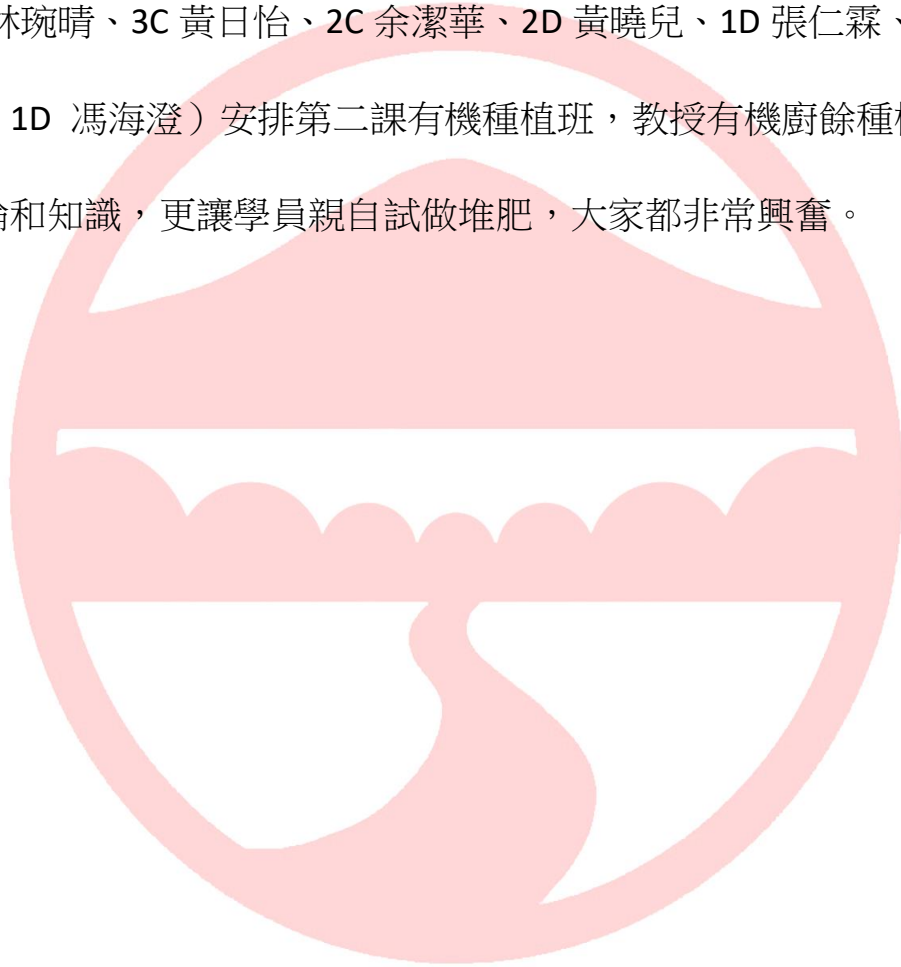 琬晴、3C 黃日怡、2C 余潔華、2D 黃曉兒、1D 張仁霖、
1D 馮海澄）安排第二課有機種植班，教授有機廚餘種
和知識，更讓學員親自試做堆肥，大家都非常興奮。